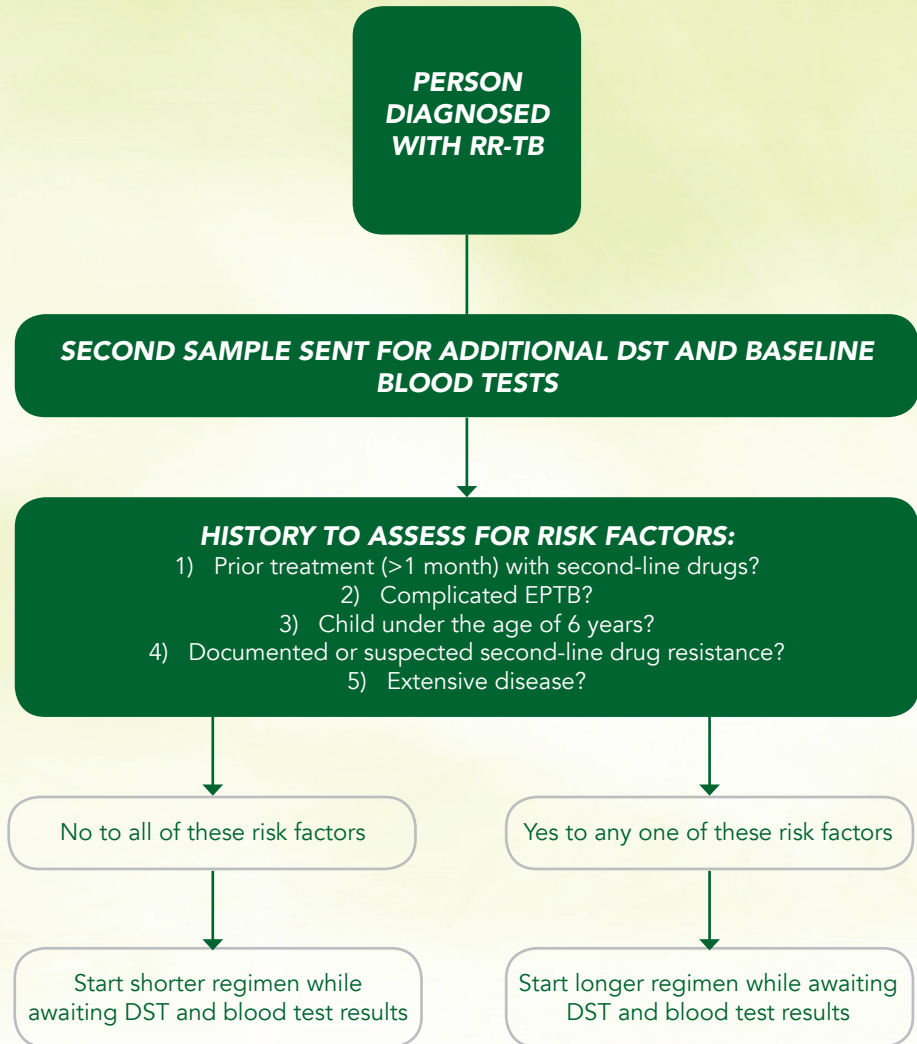 PERSON
DIAGNOSED
WITH RR-TB
SECOND SAMPLE SENT FOR ADDITIONAL DST AND BASELINE
BLOOD TESTS
HISTORY TO ASSESS FOR RISK FACTORS:
1) Prior treatment (>1 month) with second-line drugs?
2) Complicated EPTB?
3) Child under the age of 6 years?
4) Documented or suspected second-line drug resistance?
5) Extensive disease?
No to all of these risk factors
Yes to any one of these risk factors
Start shorter regimen while
awaiting DST and blood test results
Start longer regimen while awaiting
DST and blood test results